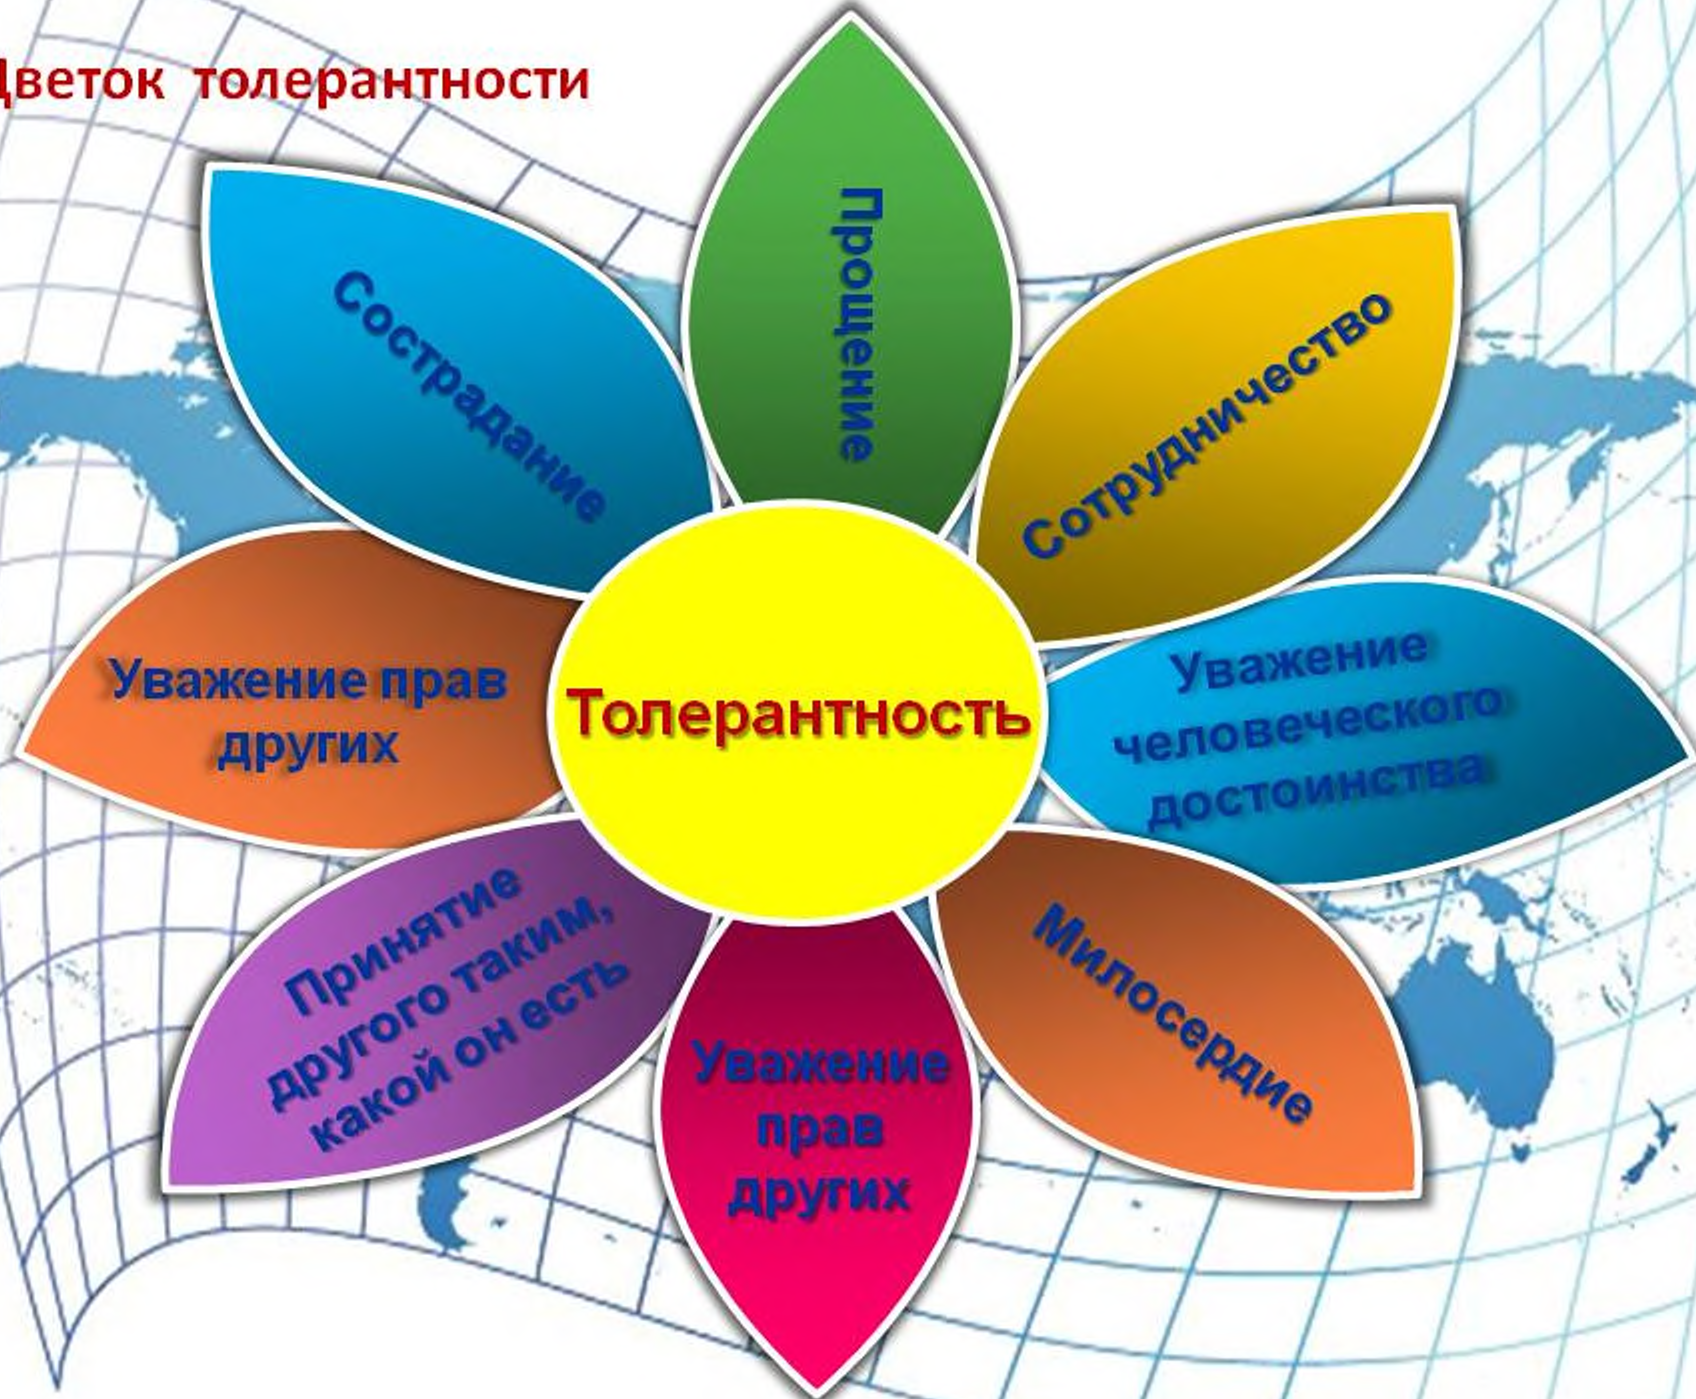 Цветок толерантности
Прощение
Сострадание
Сотрудничество
Уважение прав
других
Толерантность
Уважение
человеческого
достоинства
Принятие
другого таким,
какой он есть
Уважение
прав
других
Милосердие